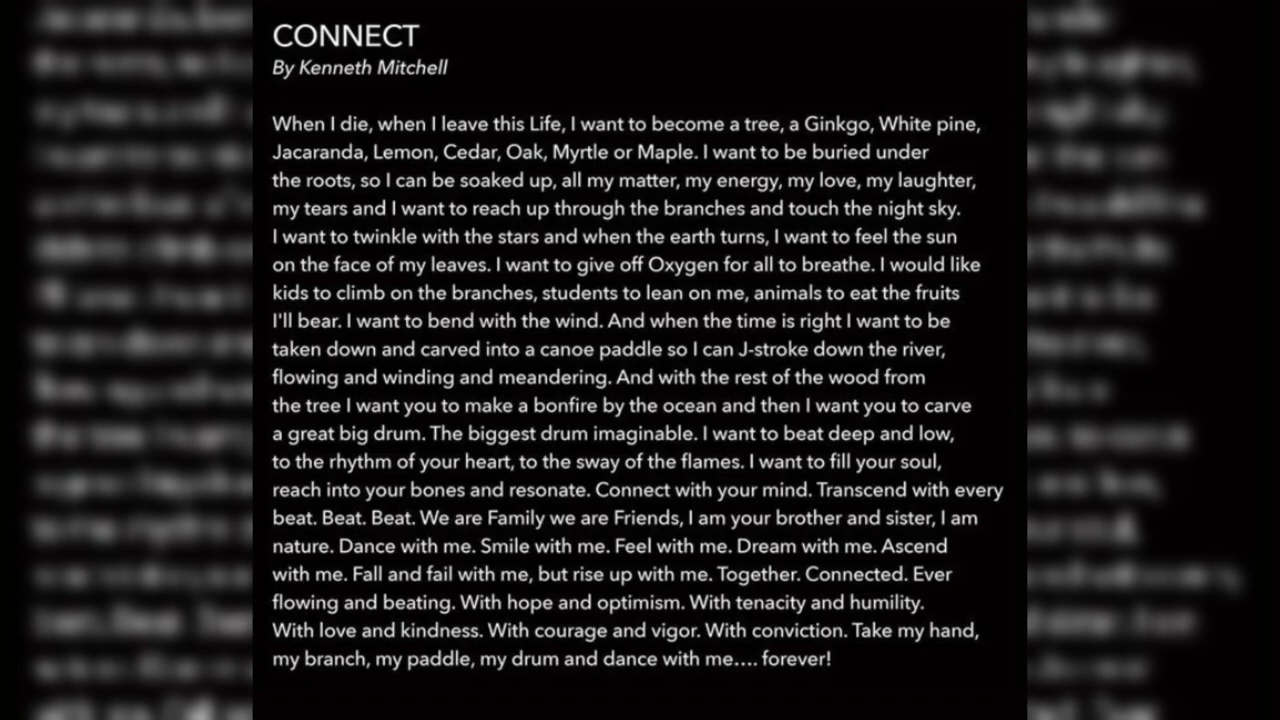 CONNECT
By Kenneth Mitchell
When I die, when I leave this Life, I want to become a tree, a Ginkgo, White pine,
Jacaranda, Lemon, Cedar, Oak, Myrtle or Maple. I want to be buried under
the roots, so I can be soaked up, all my matter, my energy, my love, my laughter,
my tears and I want to reach up through the branches and touch the night sky.
I want to twinkle with the stars and when the earth turns, I want to feel the sun
on the face of my leaves. I want to give off Oxygen for all to breathe. I would like
kids to climb on the branches, students to lean on me, animals to eat the fruits
I'll bear. I want to bend with the wind. And when the time is right I want to be
taken down and carved into a canoe paddle so I can J-stroke down the river,
flowing and winding and meandering. And with the rest of the wood from
the tree I want you to make a bonfire by the ocean and then I want you to carve
a great big drum. The biggest drum imaginable. I want to beat deep and low,
to the rhythm of your heart, to the sway of the flames. I want to fill your soul,
reach into your bones and resonate. Connect with your mind. Transcend with every
beat. Beat. Beat. We are Family we are Friends, I am your brother and sister, I am
nature. Dance with me. Smile with me. Feel with me. Dream with me. Ascend
with me. Fall and fail with me, but rise up with me. Together. Connected. Ever
flowing and beating. With hope and optimism. With tenacity and humility.
With love and kindness. With courage and vigor. With conviction. Take my hand,
my branch, my paddle, my drum and dance with me.... forever!